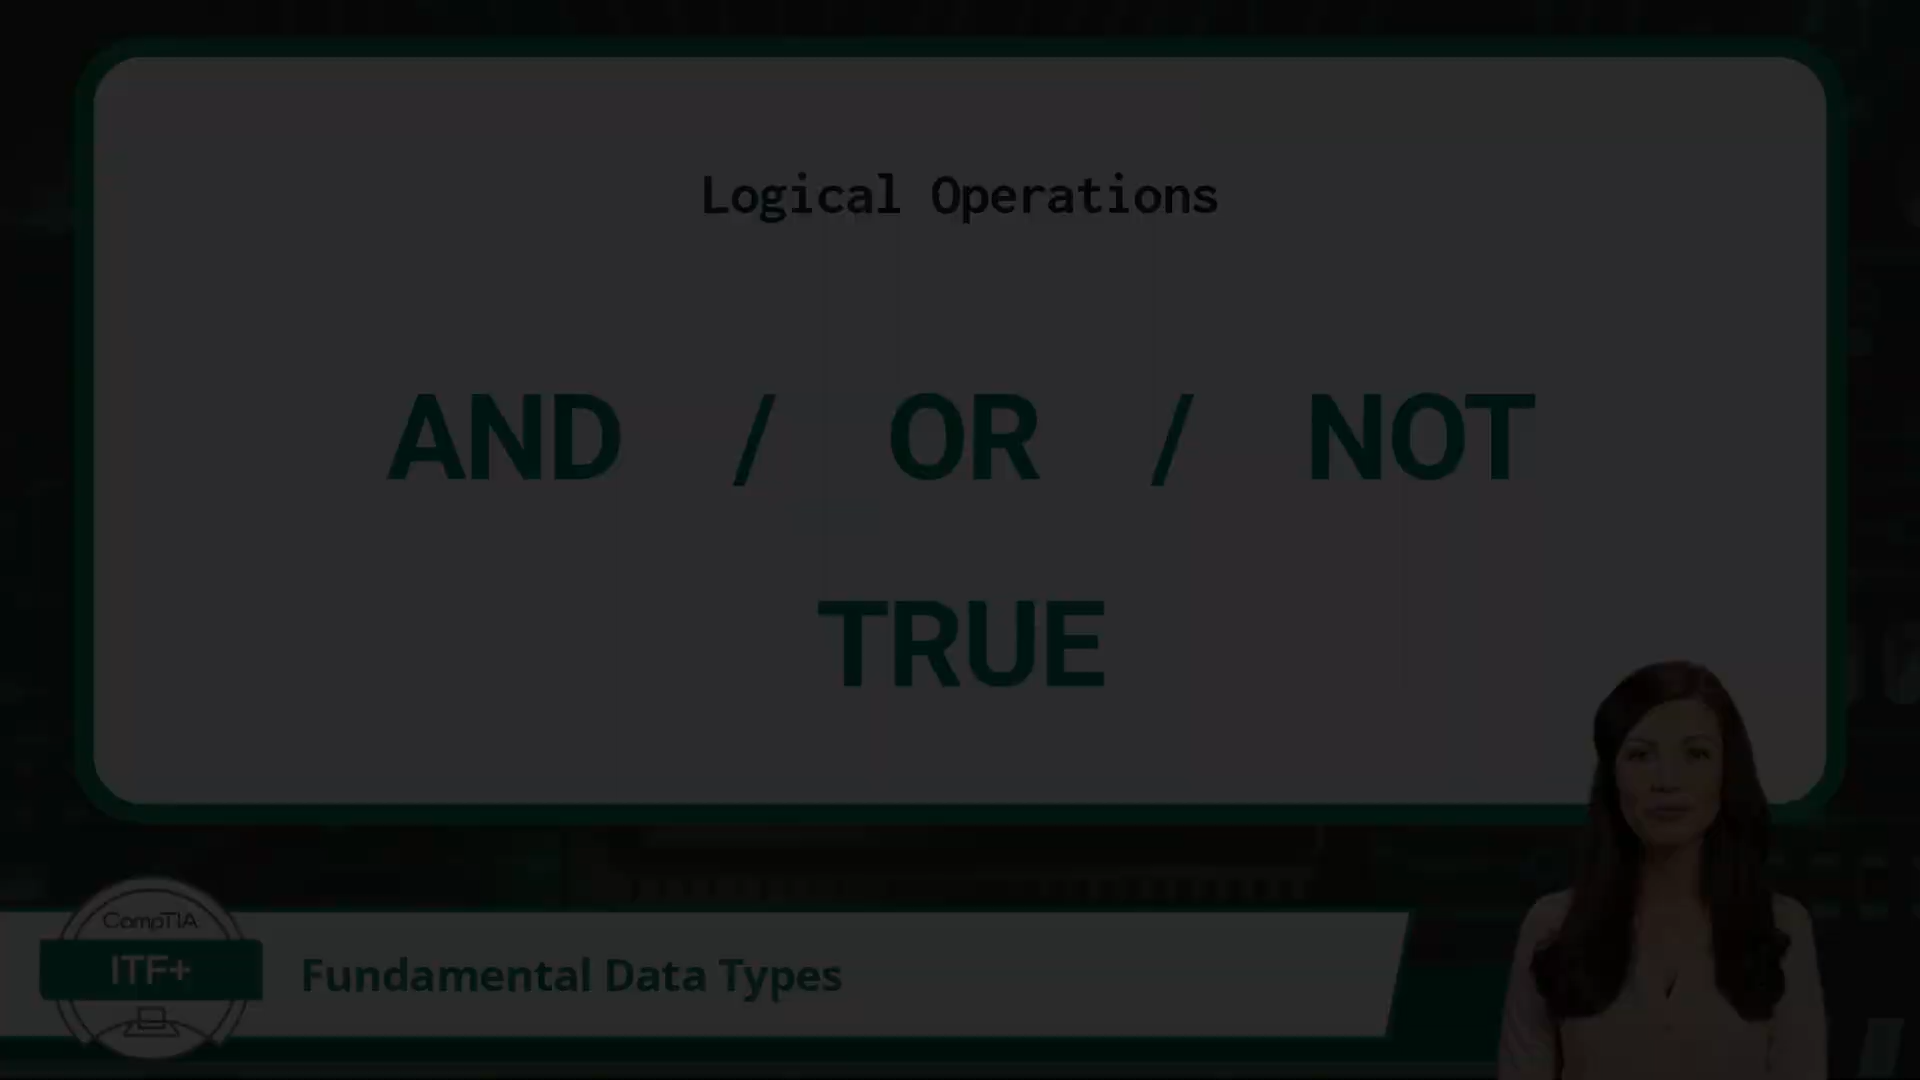 Logical Operations
AND / OR / NOT
TRUE
CompTIA
ITF+
Fundamental Data Types